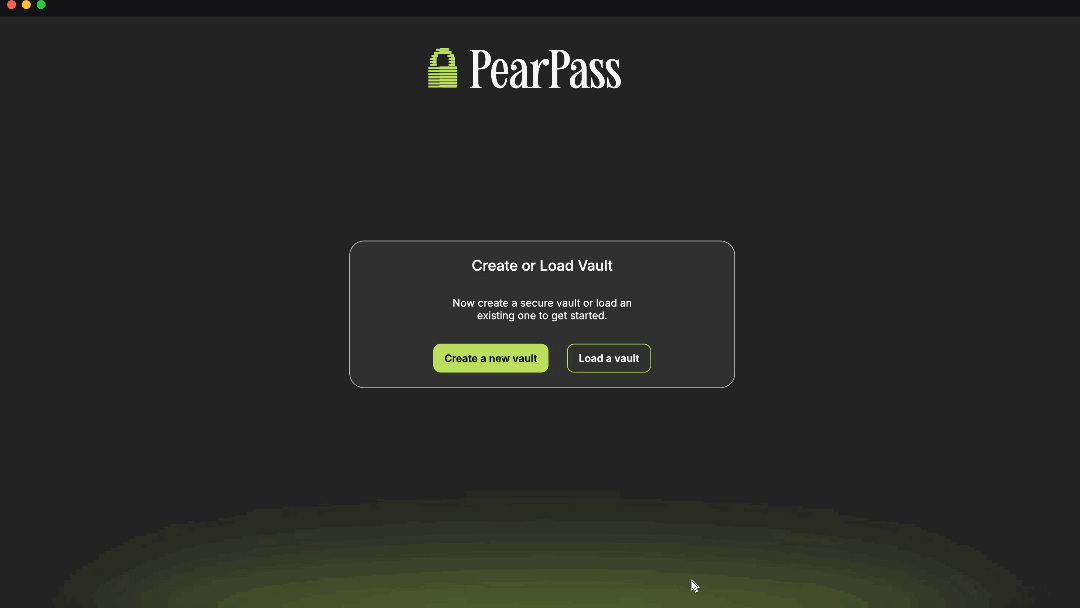 PearPass
Create or Load Vault
Now create a secure vault or load an
existing one to get started.
Create a new vault
Load a vault